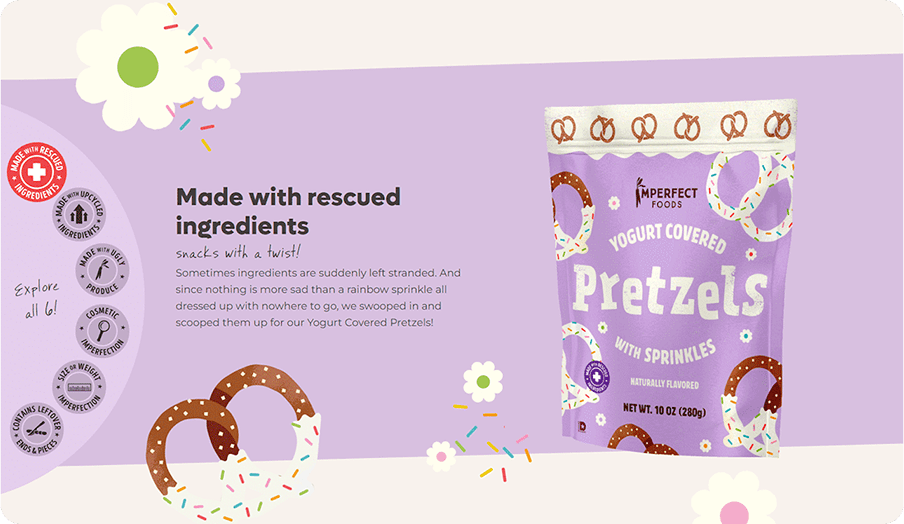 MADE WITH RESCUED
INGREDIENTS
MADE WITH UPCYCLED
INGREDIENTS
MADE WITH UGLY
PRODUCE
COSMETIC
IMPERFECTION
SIZE OR WEIGHT
IMPERFECTION
CONTAINS LEFTOVER
ENDS & PIECES
Explore
all 6!
Made with rescued
ingredients
snacks with a twist!
Sometimes ingredients are suddenly left stranded. And
since nothing is more sad than a rainbow sprinkle all
dressed up with nowhere to go, we swooped in and
scooped them up for our Yogurt Covered Pretzels!
IMPERFECT
FOODS
YOGURT COVERED
Pretzels
WITH SPRINKLES
NATURALLY FLAVORED
NET WT. 10 OZ (280g)